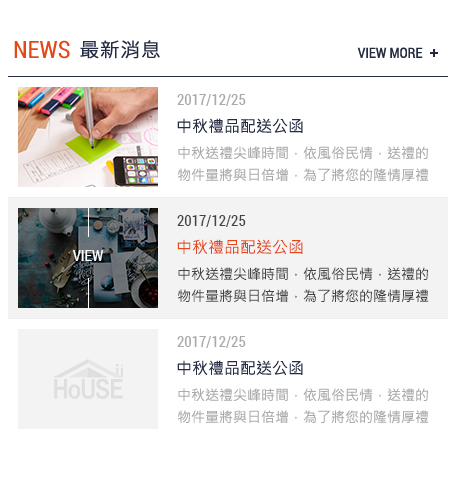 NEWS 最新消息
VIEW MORE +
2017/12/25
中秋禮品配送公函
中秋送禮尖峰時間，依風俗民情，送禮的
物件量將與日倍增，為了將您的隆情厚禮
VIEW
2017/12/25
中秋禮品配送公函
中秋送禮尖峰時間，依風俗民情，送禮的
物件量將與日倍增，為了將您的隆情厚禮
HoUSE
2017/12/25
中秋禮品配送公函
中秋送禮尖峰時間，依風俗民情，送禮的
物件量將與日倍增，為了將您的隆情厚禮